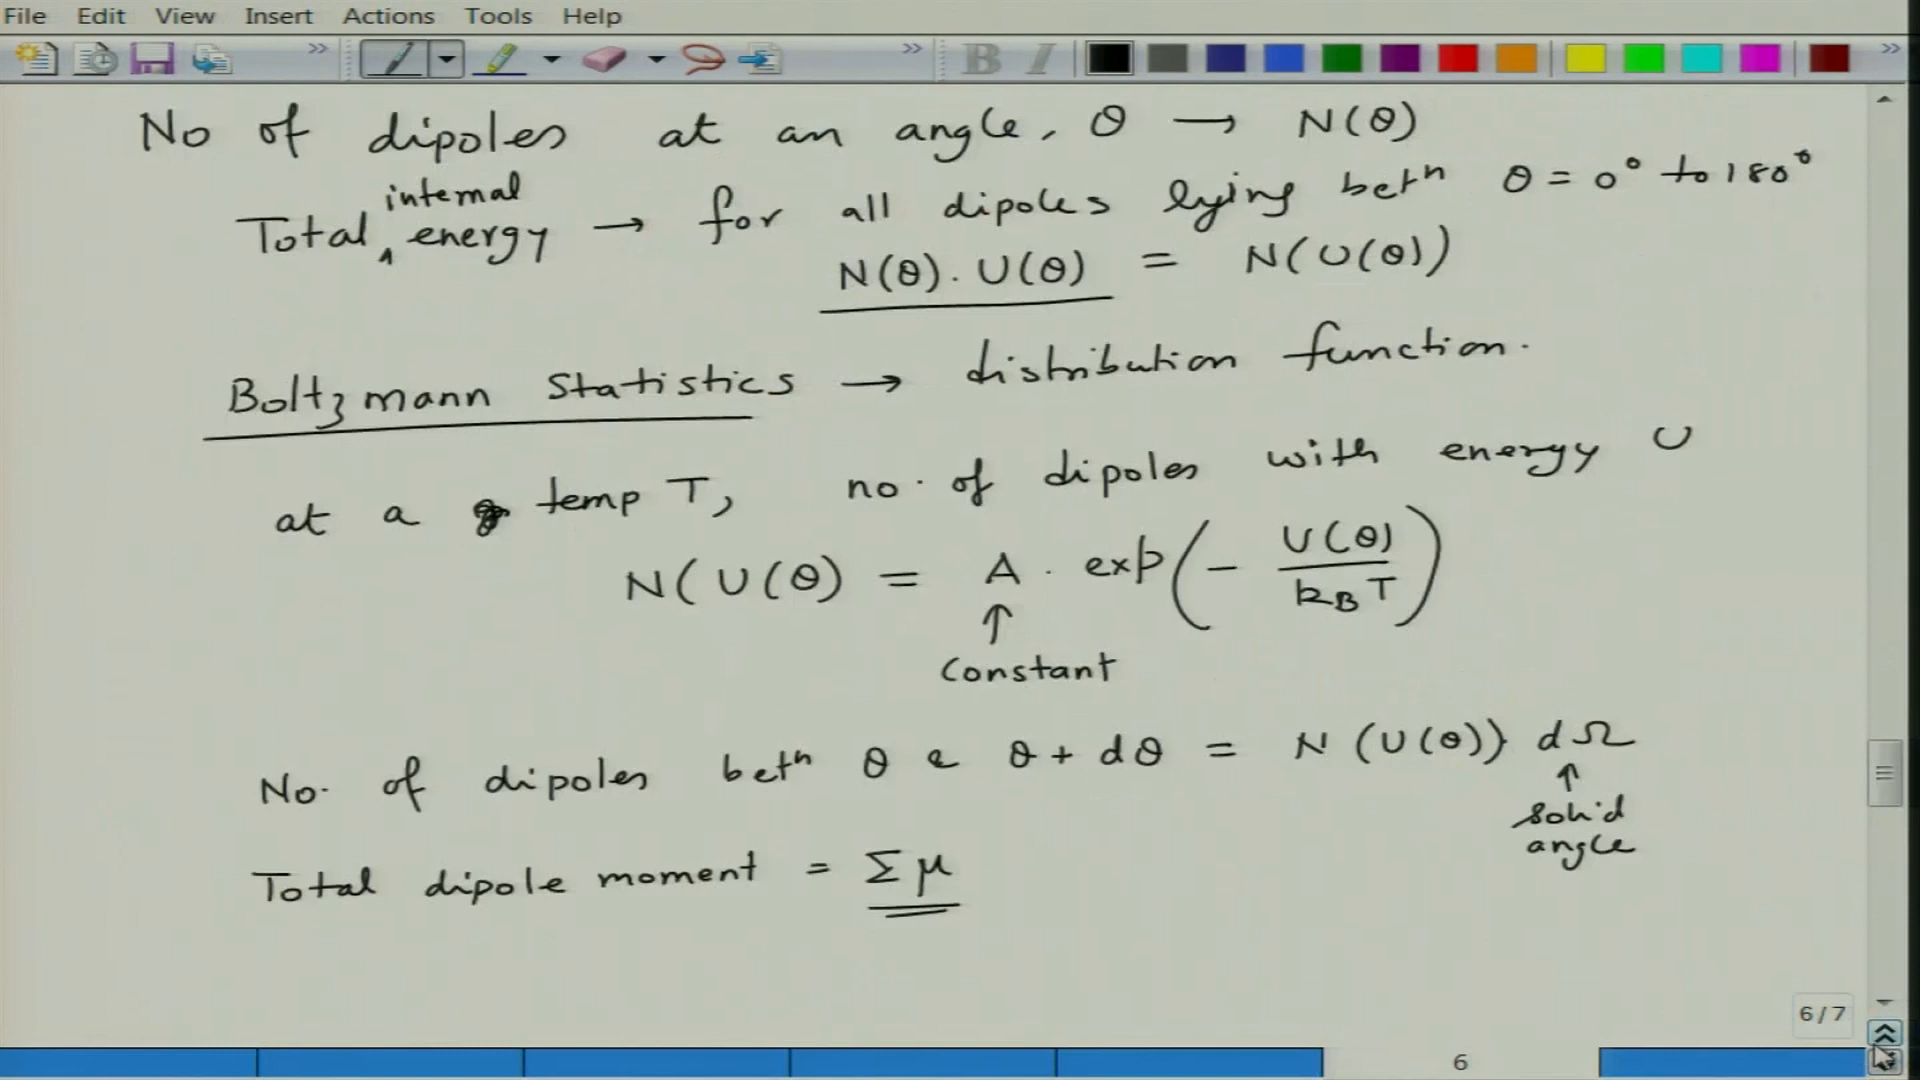 File Edit View Insert Actions Tools Help
B I
No of dipoles at an angle, θ → N(θ)
internal
Total ∧ energy → for all dipoles lying betⁿ θ = 0° to 180°
N(θ). U(θ) = N(U(θ))
Boltzmann Statistics → distribution function.
at a temp T, no. of dipoles with energy U
N(U(θ) = A . exp(- U(θ)/k_BT)
↑
Constant
No. of dipoles betⁿ θ & θ + dθ = N (U(θ)) dΩ
↑
solid
angle
Total dipole moment = Σμ
6/7
6